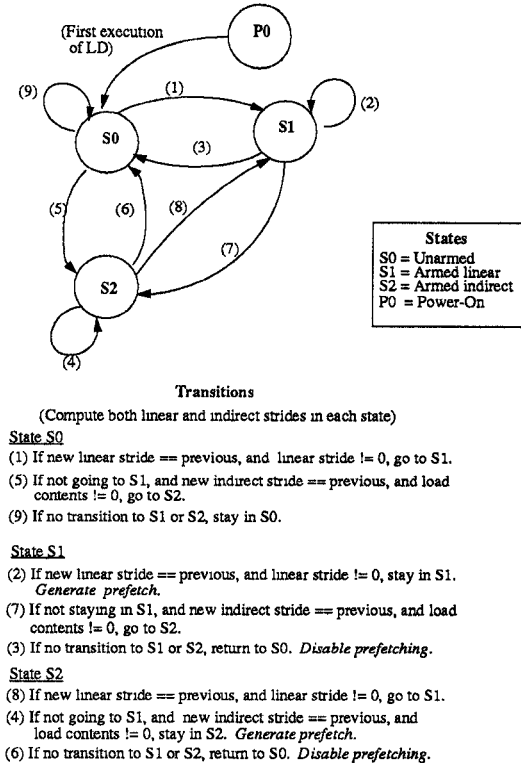 (First execution
of LD)
P0
(9)
(1)
(2)
S0
S1
(3)
(5)
(6)
(8)
(7)
S2
(4)
States
S0 = Unarmed
S1 = Armed linear
S2 = Armed indirect
P0 = Power-On
Transitions
(Compute both linear and indirect strides in each state)
State S0
(1) If new linear stride == previous, and linear stride != 0, go to S1.
(5) If not going to S1, and new indirect stride == previous, and load
contents != 0, go to S2.
(9) If no transition to S1 or S2, stay in S0.
State S1
(2) If new linear stride == previous, and linear stride != 0, stay in S1.
Generate prefetch.
(7) If not staying in S1, and new indirect stride == previous, and load
contents != 0, go to S2.
(3) If no transition to S1 or S2, return to S0. Disable prefetching.
State S2
(8) If new linear stride == previous, and linear stride != 0, go to S1.
(4) If not going to S1, and new indirect stride == previous, and
load contents != 0, stay in S2. Generate prefetch.
(6) If no transition to S1 or S2, return to S0. Disable prefetching.